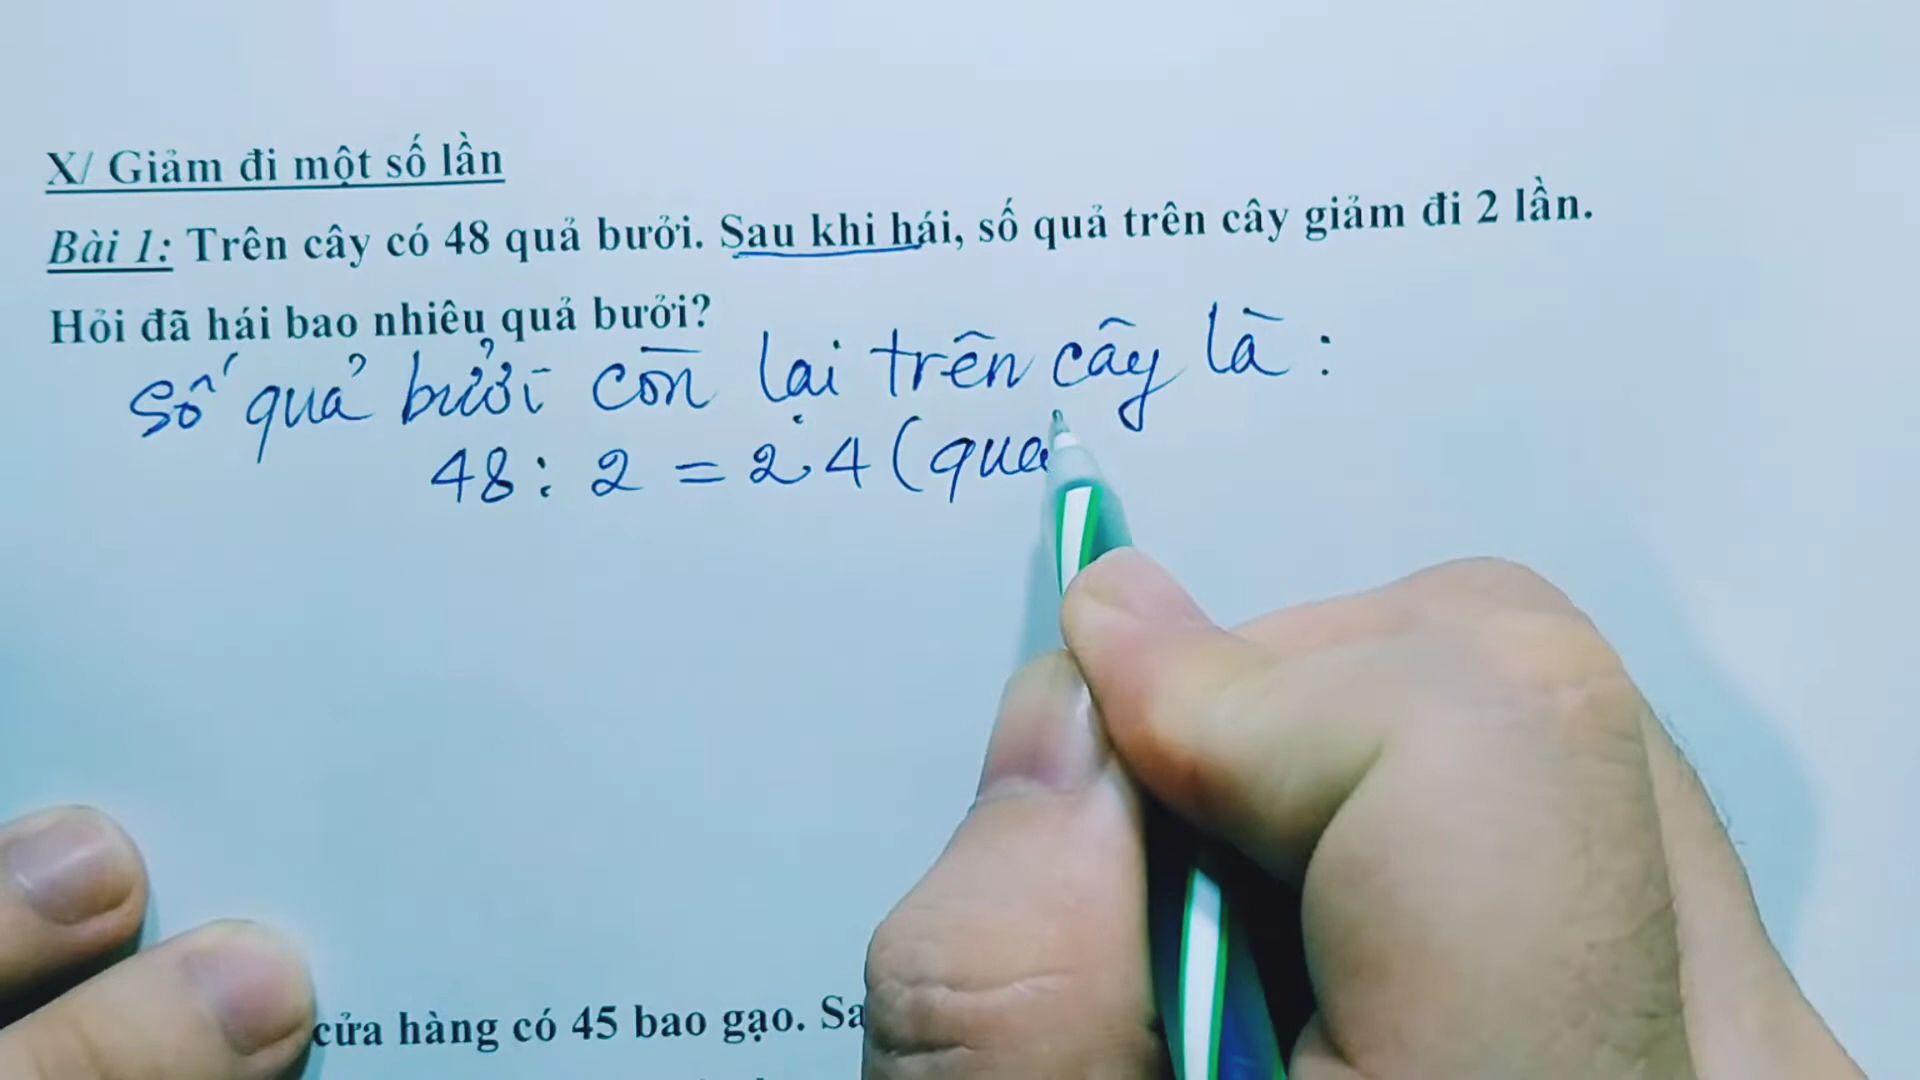 X/ Giảm đi một số lần
Bài 1: Trên cây có 48 quả bưởi. Sau khi hái, số quả trên cây giảm đi 2 lần.
Hỏi đã hái bao nhiêu quả bưởi?
Số quả bưởi còn lại trên cây là:
48 : 2 = 24 (qua
cửa hàng có 45 bao gạo. Sa